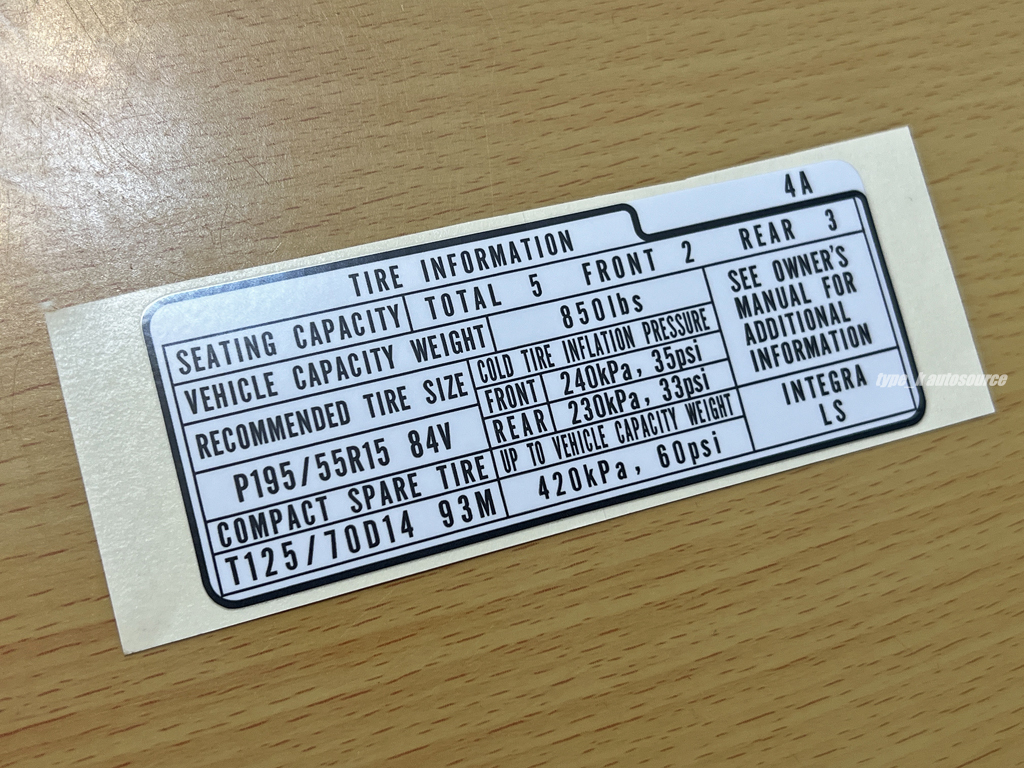 4A
TIRE INFORMATION
SEATING CAPACITY TOTAL 5 FRONT 2 REAR 3
VEHICLE CAPACITY WEIGHT 850lbs
RECOMMENDED TIRE SIZE
P195/55R15 84V
COLD TIRE INFLATION PRESSURE
FRONT 240kPa, 35psi
REAR 230kPa, 33psi
COMPACT SPARE TIRE
T125/70D14 93M
UP TO VEHICLE CAPACITY WEIGHT
420kPa, 60psi
SEE OWNER'S
MANUAL FOR
ADDITIONAL
INFORMATION
INTEGRA
LS